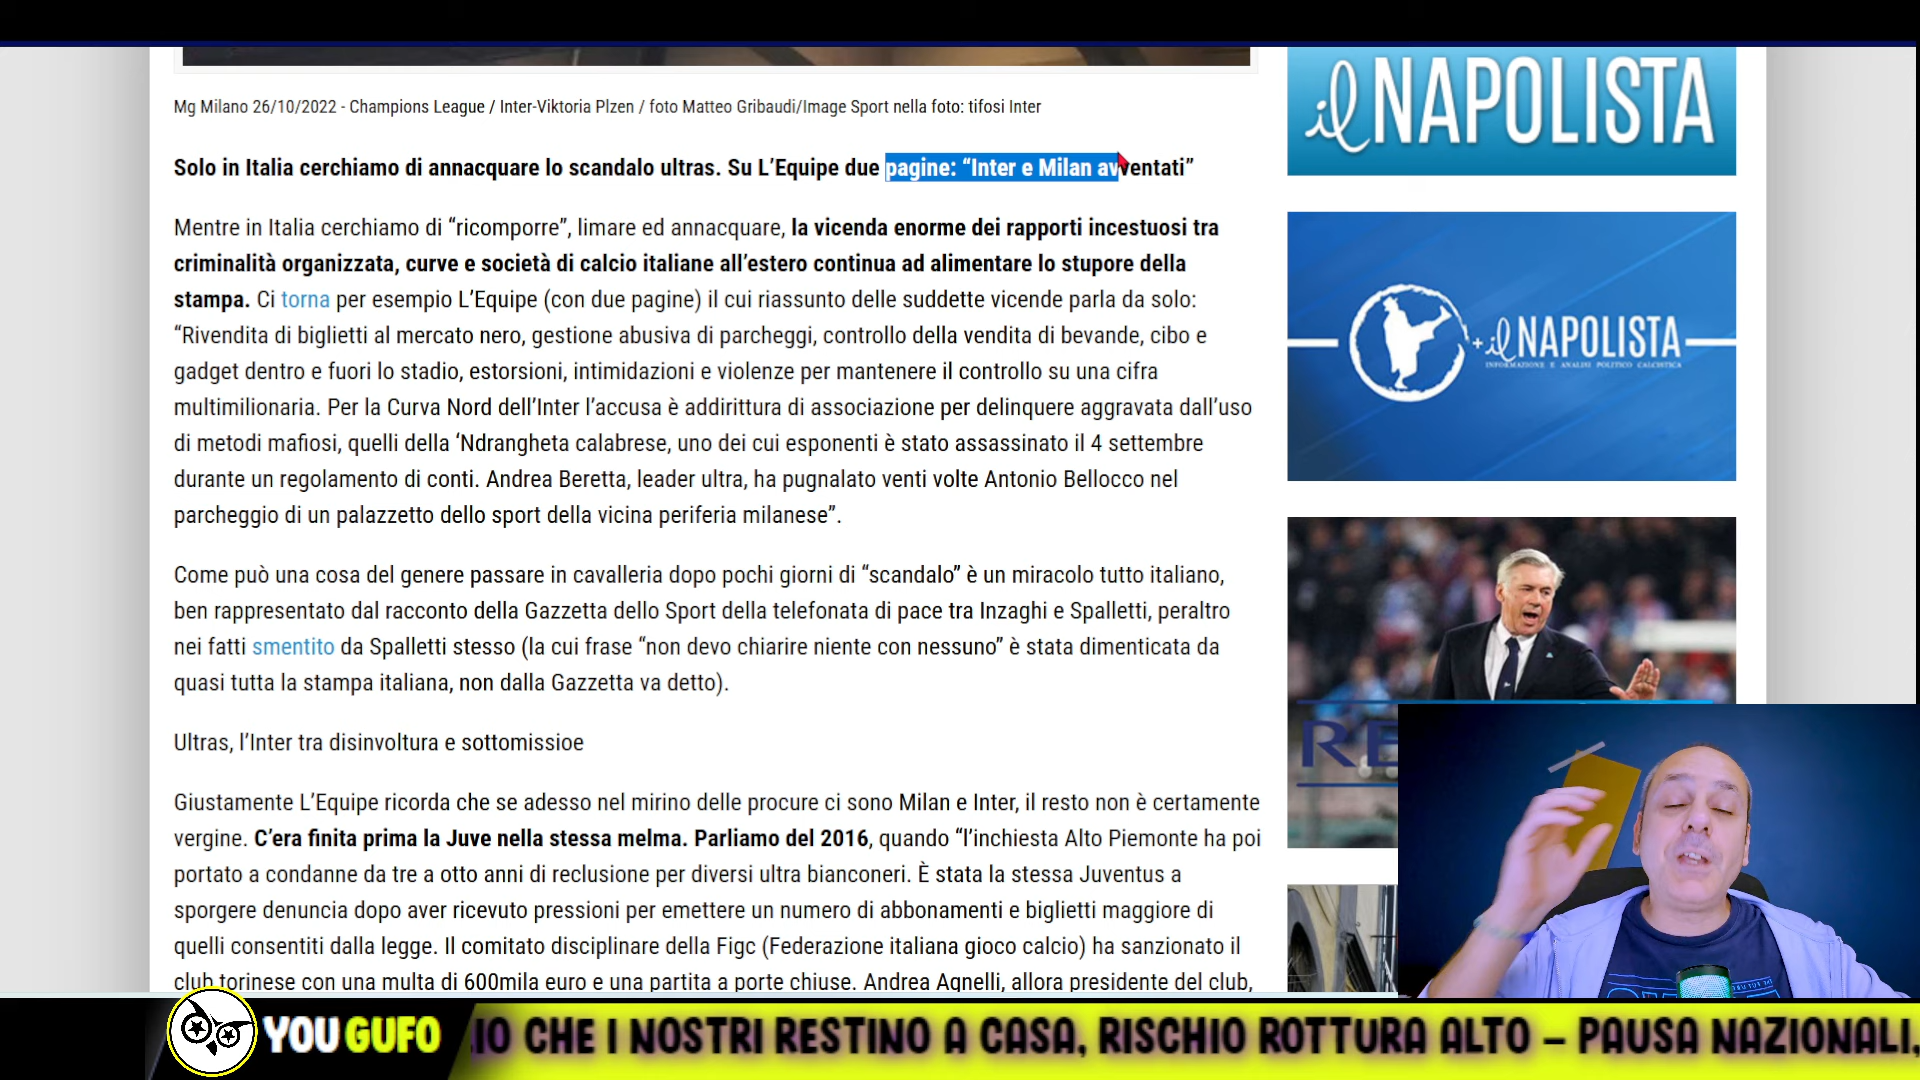 il NAPOLISTA
Mg Milano 26/10/2022 - Champions League / Inter-Viktoria Plzen / foto Matteo Gribaudi/Image Sport nella foto: tifosi Inter
Solo in Italia cerchiamo di annacquare lo scandalo ultras. Su L’Equipe due pagine: “Inter e Milan avventati”
Mentre in Italia cerchiamo di “ricomporre”, limare ed annacquare, la vicenda enorme dei rapporti incestuosi tra
criminalità organizzata, curve e società di calcio italiane all’estero continua ad alimentare lo stupore della
stampa. Ci torna per esempio L’Equipe (con due pagine) il cui riassunto delle suddette vicende parla da solo:
“Rivendita di biglietti al mercato nero, gestione abusiva di parcheggi, controllo della vendita di bevande, cibo e
gadget dentro e fuori lo stadio, estorsioni, intimidazioni e violenze per mantenere il controllo su una cifra
multimilionaria. Per la Curva Nord dell’Inter l’accusa è addirittura di associazione per delinquere aggravata dall’uso
di metodi mafiosi, quelli della ‘Ndrangheta calabrese, uno dei cui esponenti è stato assassinato il 4 settembre
durante un regolamento di conti. Andrea Beretta, leader ultra, ha pugnalato venti volte Antonio Bellocco nel
parcheggio di un palazzetto dello sport della vicina periferia milanese”.
+il NAPOLISTA
INFORMAZIONE E ANALISI POLITICO CALCISTICA
Come può una cosa del genere passare in cavalleria dopo pochi giorni di “scandalo” è un miracolo tutto italiano,
ben rappresentato dal racconto della Gazzetta dello Sport della telefonata di pace tra Inzaghi e Spalletti, peraltro
nei fatti smentito da Spalletti stesso (la cui frase “non devo chiarire niente con nessuno” è stata dimenticata da
quasi tutta la stampa italiana, non dalla Gazzetta va detto).
Ultras, l’Inter tra disinvoltura e sottomissioe
Giustamente L’Equipe ricorda che se adesso nel mirino delle procure ci sono Milan e Inter, il resto non è certamente
vergine. C’era finita prima la Juve nella stessa melma. Parliamo del 2016, quando “l’inchiesta Alto Piemonte ha poi
portato a condanne da tre a otto anni di reclusione per diversi ultra bianconeri. È stata la stessa Juventus a
sporgere denuncia dopo aver ricevuto pressioni per emettere un numero di abbonamenti e biglietti maggiore di
quelli consentiti dalla legge. Il comitato disciplinare della Figc (Federazione italiana gioco calcio) ha sanzionato il
club torinese con una multa di 600mila euro e una partita a porte chiuse. Andrea Agnelli, allora presidente del club,
RE
YOU GUFO
IO CHE I NOSTRI RESTINO A CASA, RISCHIO ROTTURA ALTO – PAUSA NAZIONALI,